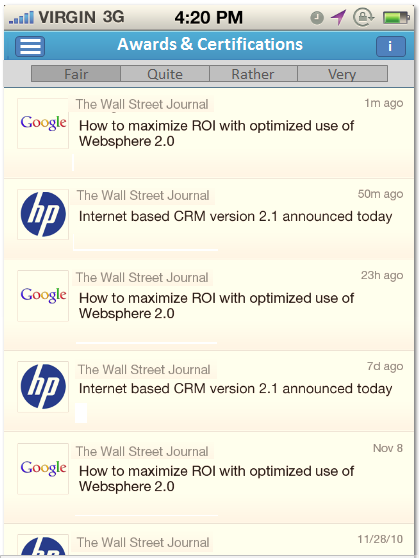 VIRGIN 3G 4:20 PM
Awards & Certifications
i
Fair Quite Rather Very
The Wall Street Journal 1m ago
Google
How to maximize ROI with optimized use of
Websphere 2.0
The Wall Street Journal 50m ago
hp
Internet based CRM version 2.1 announced today
The Wall Street Journal 23h ago
Google
How to maximize ROI with optimized use of
Websphere 2.0
The Wall Street Journal 7d ago
hp
Internet based CRM version 2.1 announced today
The Wall Street Journal Nov 8
Google
How to maximize ROI with optimized use of
Websphere 2.0
The Wall Street Journal 11/28/10